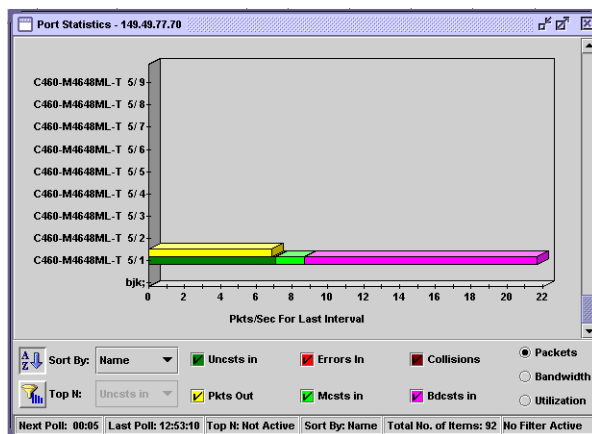 Port Statistics - 149.49.77.70
C460-M4648ML-T 5/9
C460-M4648ML-T 5/8
C460-M4648ML-T 5/7
C460-M4648ML-T 5/6
C460-M4648ML-T 5/5
C460-M4648ML-T 5/4
C460-M4648ML-T 5/3
C460-M4648ML-T 5/2
C460-M4648ML-T 5/1
bjk;
0 2 4 6 8 10 12 14 16 18 20 22
Pkts/Sec For Last Interval
A Z Sort By: Name Uncsts in Errors In Collisions Packets
Bandwidth
Top N: Uncsts in Pkts Out Mcsts in Bdcsts in Utilization
Next Poll: 00:05 Last Poll: 12:53:10 Top N: Not Active Sort By: Name Total No. of Items: 92 No Filter Active